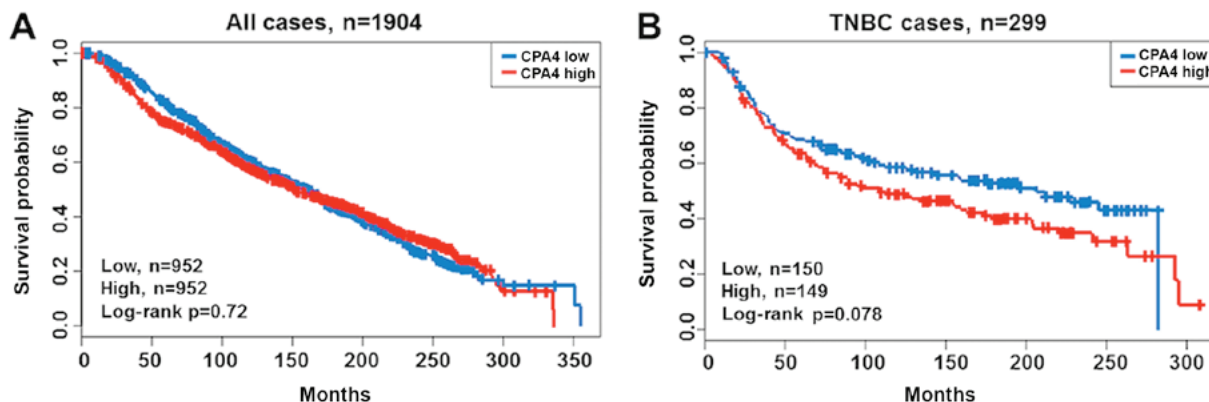 A
All cases, n=1904
CPA4 low
CPA4 high
Survival probability
1.0
0.8
0.6
0.4
0.2
0.0
Low, n=952
High, n=952
Log-rank p=0.72
0 50 100 150 200 250 300 350
Months
B
TNBC cases, n=299
CPA4 low
CPA4 high
Survival probability
1.0
0.8
0.6
0.4
0.2
0.0
Low, n=150
High, n=149
Log-rank p=0.078
0 50 100 150 200 250 300
Months